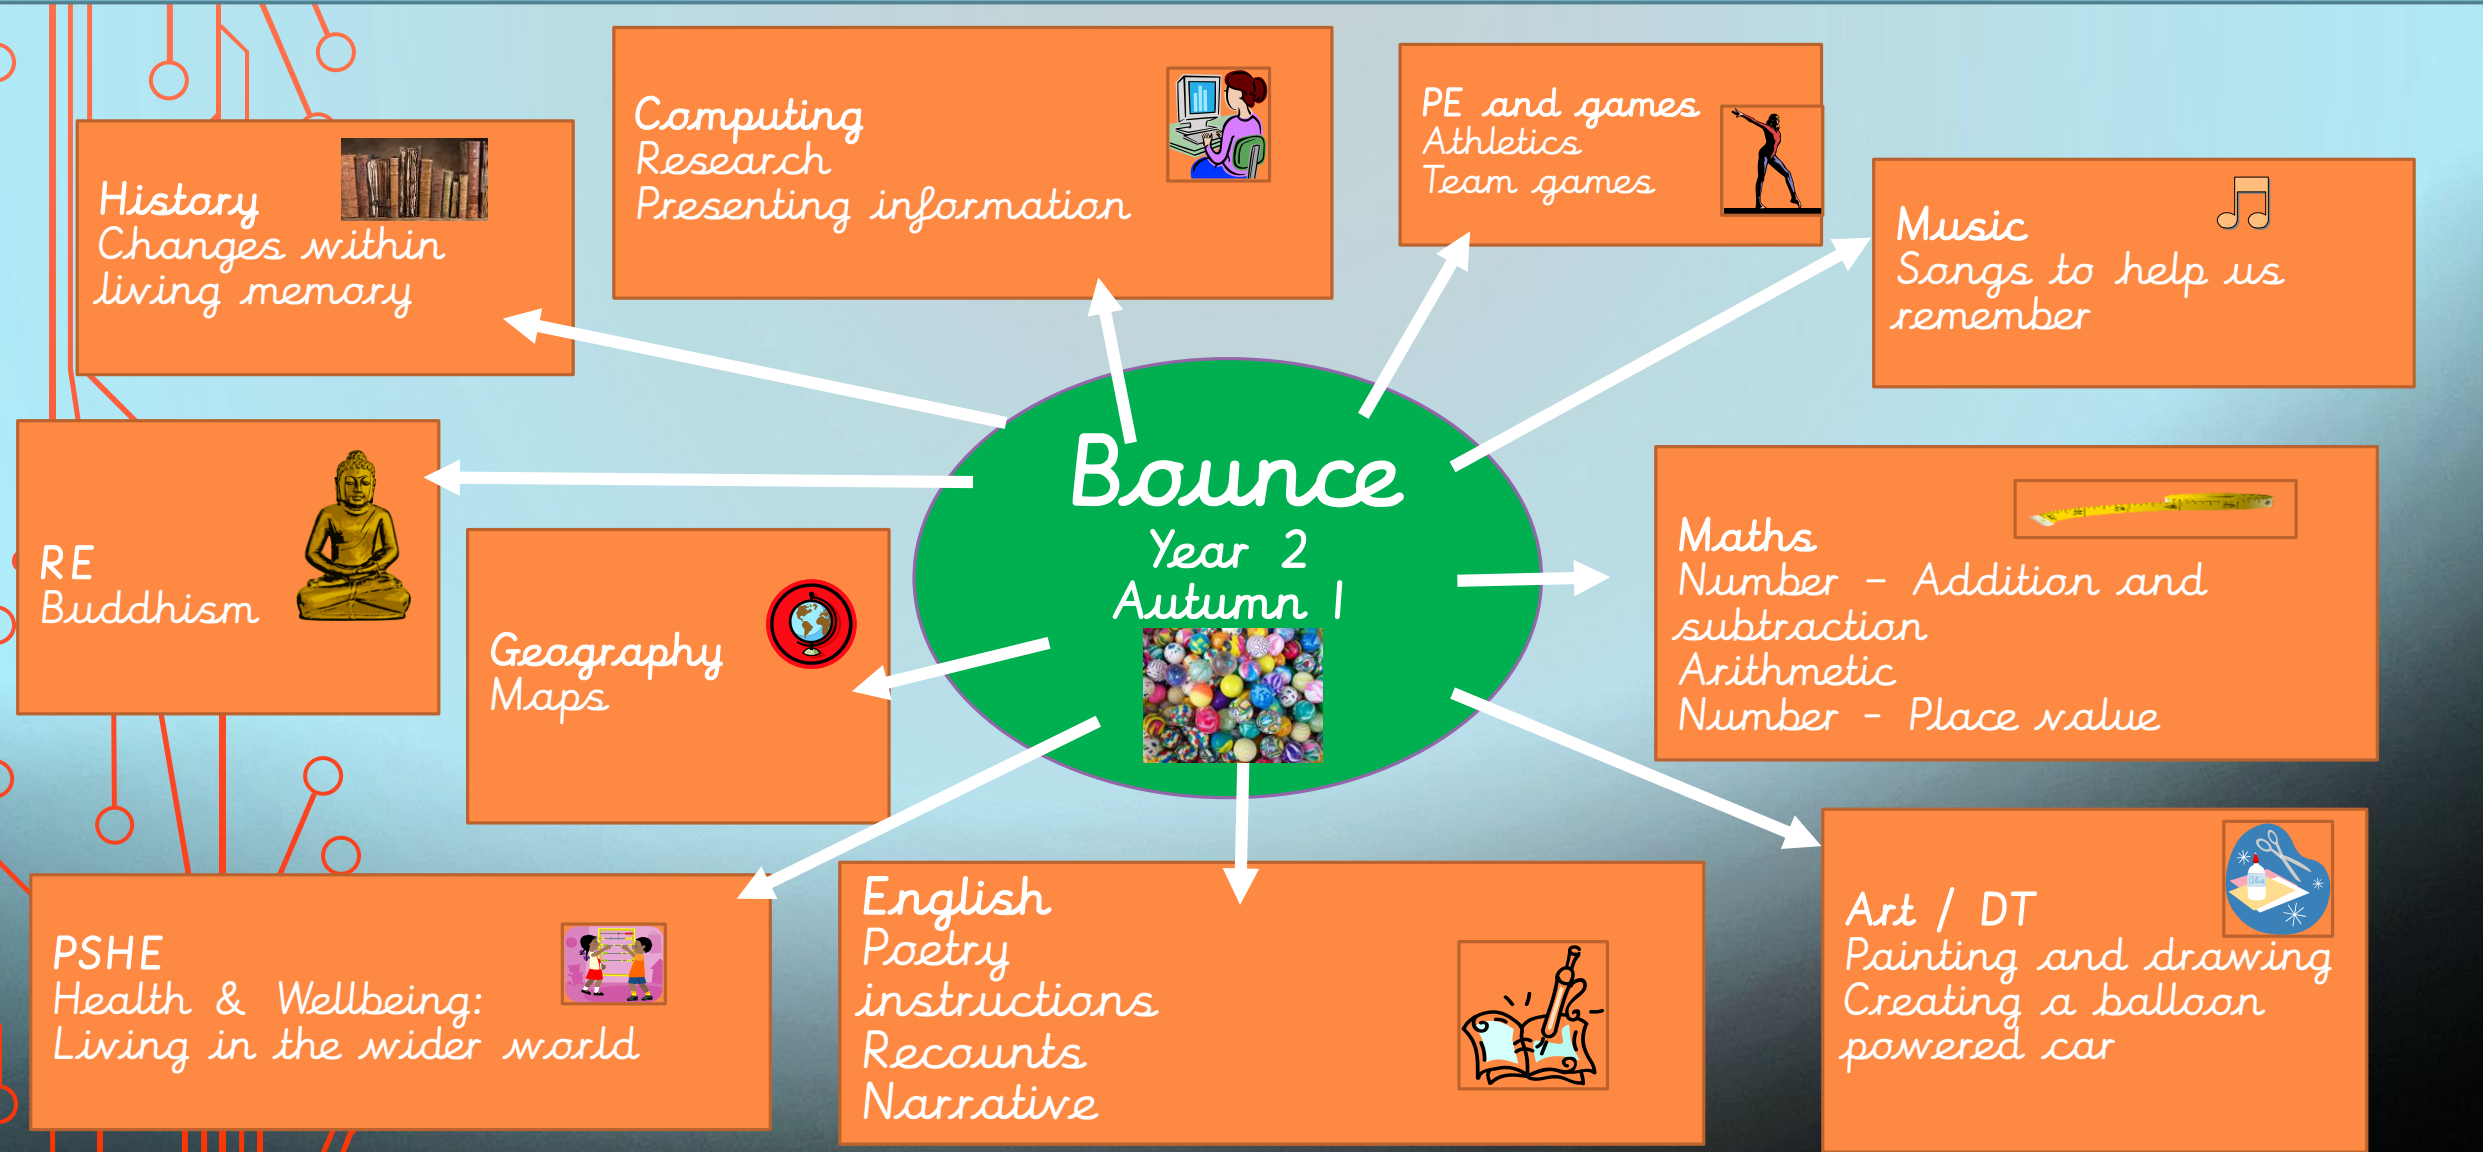 Computing
Research
Presenting information
PE and games
Athletics
Team games
History
Changes within
living memory
Music
Songs to help us
remember
Bounce
Year 2
Autumn 1
RE
Buddhism
Geography
Maps
Maths
Number - Addition and
subtraction
Arithmetic
Number - Place value
PSHE
Health & Wellbeing:
Living in the wider world
English
Poetry
instructions
Recounts
Narrative
Art / DT
Painting and drawing
Creating a balloon
powered car
Glue